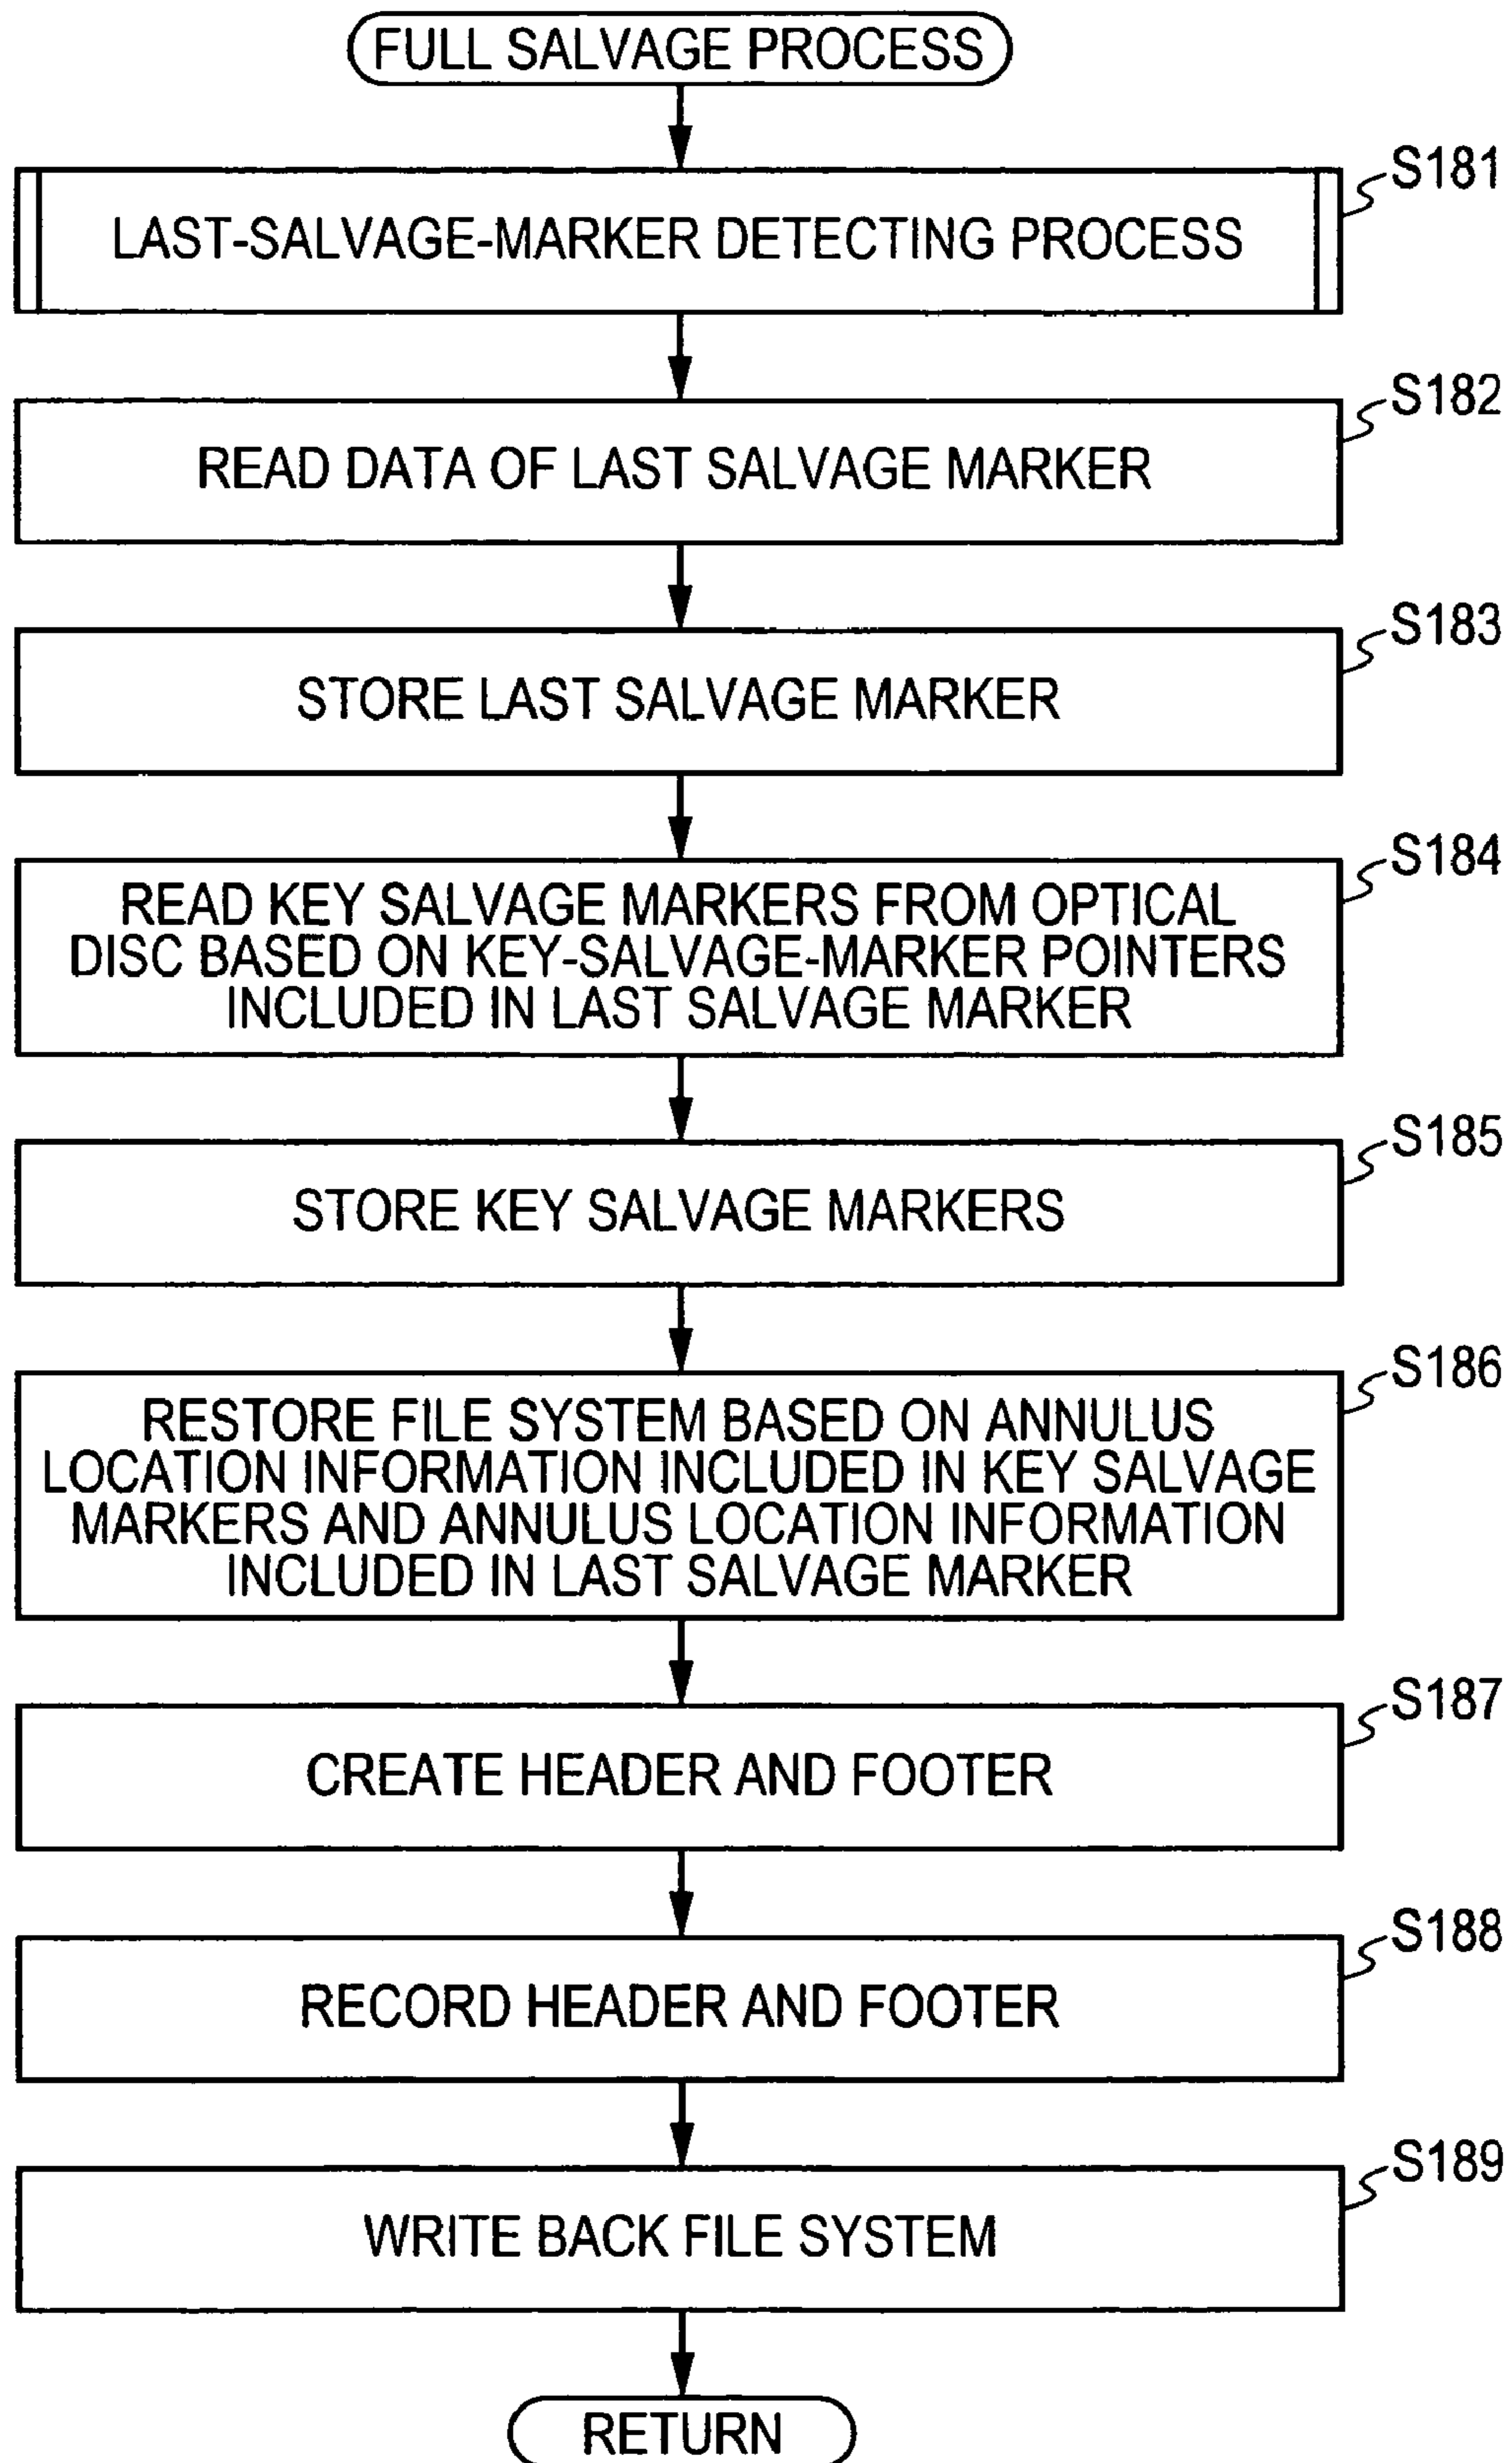 FULL SALVAGE PROCESS
S181
LAST-SALVAGE-MARKER DETECTING PROCESS
S182
READ DATA OF LAST SALVAGE MARKER
S183
STORE LAST SALVAGE MARKER
S184
READ KEY SALVAGE MARKERS FROM OPTICAL
DISC BASED ON KEY-SALVAGE-MARKER POINTERS
INCLUDED IN LAST SALVAGE MARKER
S185
STORE KEY SALVAGE MARKERS
S186
RESTORE FILE SYSTEM BASED ON ANNULUS
LOCATION INFORMATION INCLUDED IN KEY SALVAGE
MARKERS AND ANNULUS LOCATION INFORMATION
INCLUDED IN LAST SALVAGE MARKER
S187
CREATE HEADER AND FOOTER
S188
RECORD HEADER AND FOOTER
S189
WRITE BACK FILE SYSTEM
RETURN